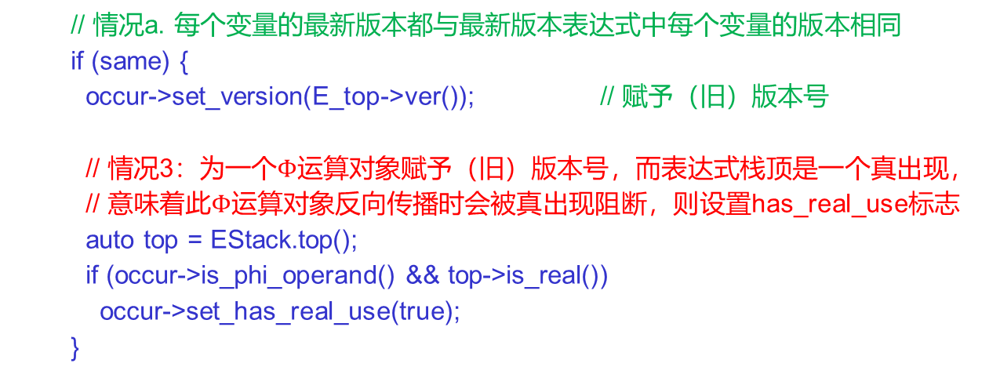 // 情况a. 每个变量的最新版本都与最新版本表达式中每个变量的版本相同
if (same) {
occur->set_version(E_top->ver()); // 赋予（旧）版本号
// 情况3：为一个Φ运算对象赋予（旧）版本号，而表达式栈顶是一个真出现，
// 意味着此Φ运算对象反向传播时会被真出现阻断，则设置has_real_use标志
auto top = EStack.top();
if (occur->is_phi_operand() && top->is_real())
occur->set_has_real_use(true);
}